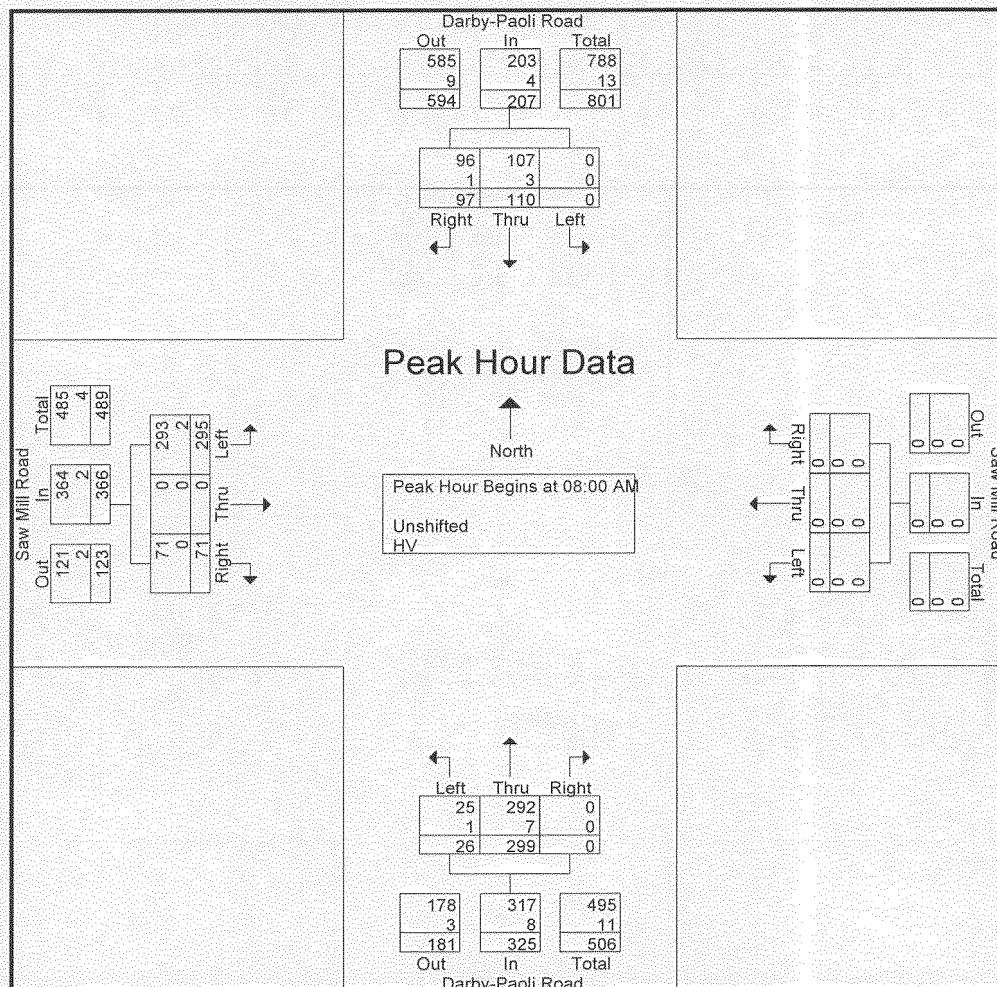 Darby-Paoli Road
Out In Total
585 203 788
9 4 13
594 207 801
96 107 0
1 3 0
97 110 0
Right Thru Left
Peak Hour Data
North
Peak Hour Begins at 08:00 AM
Unshifted
HV
Saw Mill Road
Total
485 4 489
In
364 2 366
Out
121 2 123
Left
293 2 295
Thru
0 0 0
Right
71 0 71
Right
0 0 0
Thru
0 0 0
Left
0 0 0
Out
0 0 0
In
0 0 0
Total
0 0 0
Saw Mill Road
Left Thru Right
25 292 0
1 7 0
26 299 0
178 317 495
3 8 11
181 325 506
Out In Total
Darby-Paoli Road